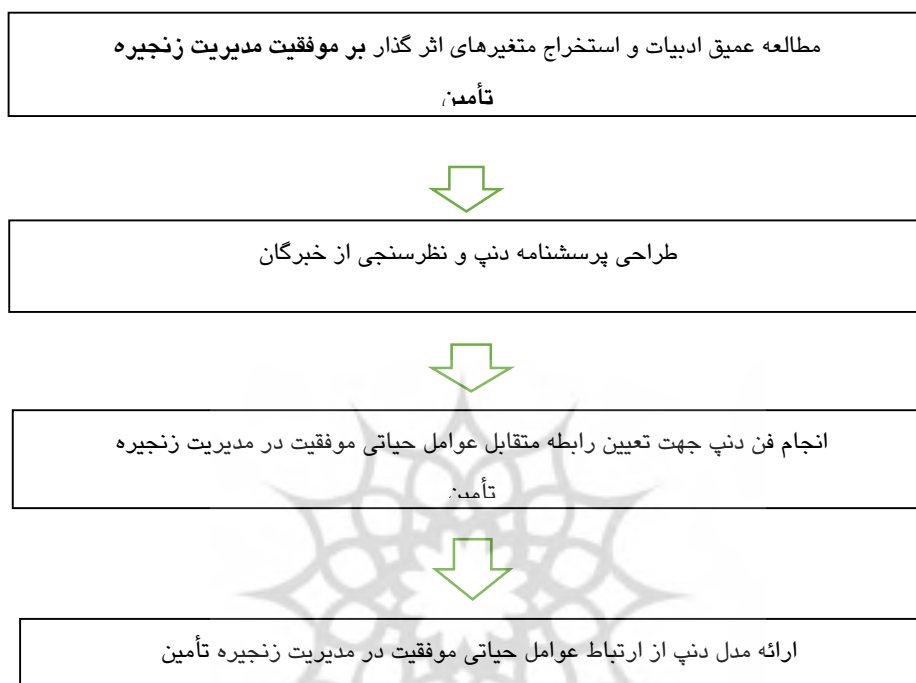 مطالعه عمیق ادبیات و استخراج متغیرهای اثر گذار بر موفقیت مدیریت زنجیره
تأمین
طراحی پرسشنامه دنپ و نظرسنجی از خبرگان
انجام فن دنپ جهت تعیین رابطه متقابل عوامل حیاتی موفقیت در مدیریت زنجیره
تأمین
ارائه مدل دنپ از ارتباط عوامل حیاتی موفقیت در مدیریت زنجیره تأمین